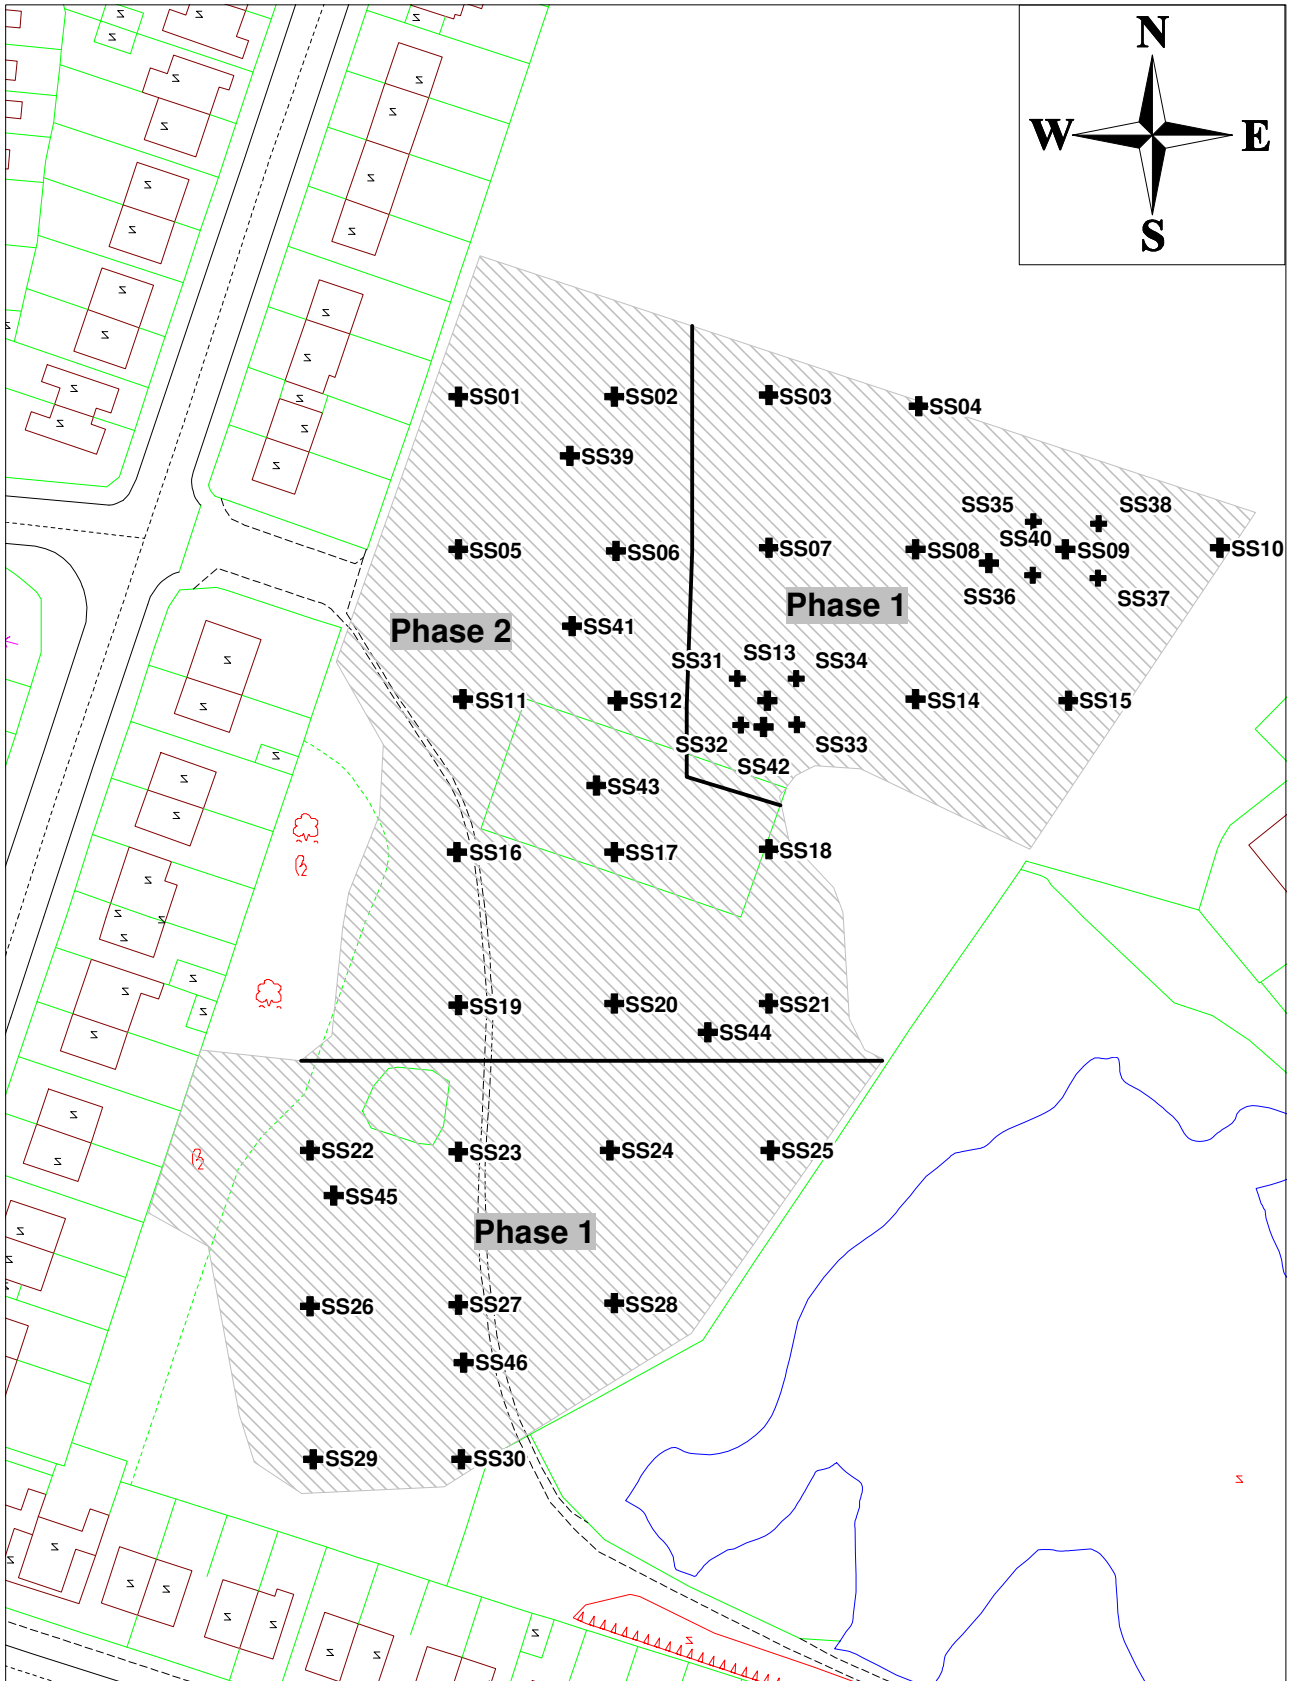 N
W E
S
SS01 SS02 SS03
SS04
SS39
SS35 SS38
SS40
SS05 SS06 SS07 SS08 SS09 SS10
SS36 SS37
Phase 1
Phase 2
SS41
SS31 SS13 SS34
SS11 SS12 SS14 SS15
SS32 SS33
SS42
SS43
SS16 SS17 SS18
SS19 SS20 SS21
SS44
SS22 SS23 SS24 SS25
SS45
Phase 1
SS26 SS27 SS28
SS46
SS29 SS30